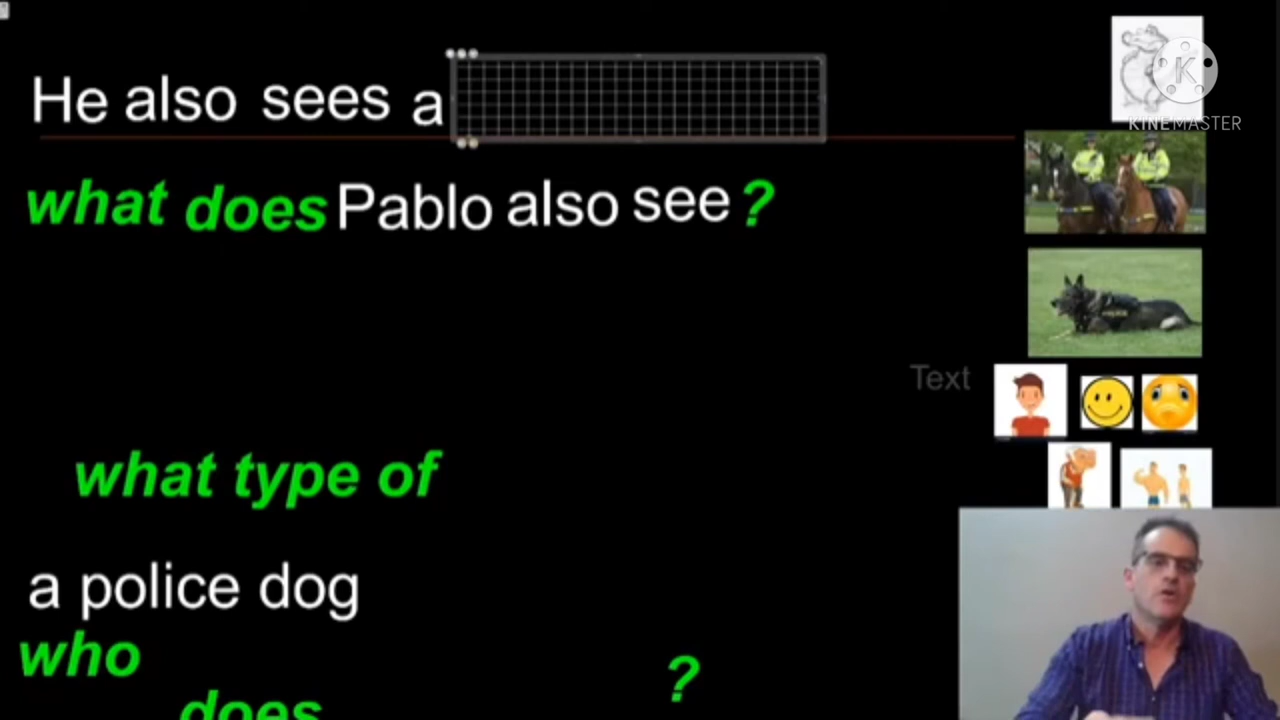 He also sees a
K
KINEMASTER
what does Pablo also see ?
Text
what type of
a police dog
who
?
does